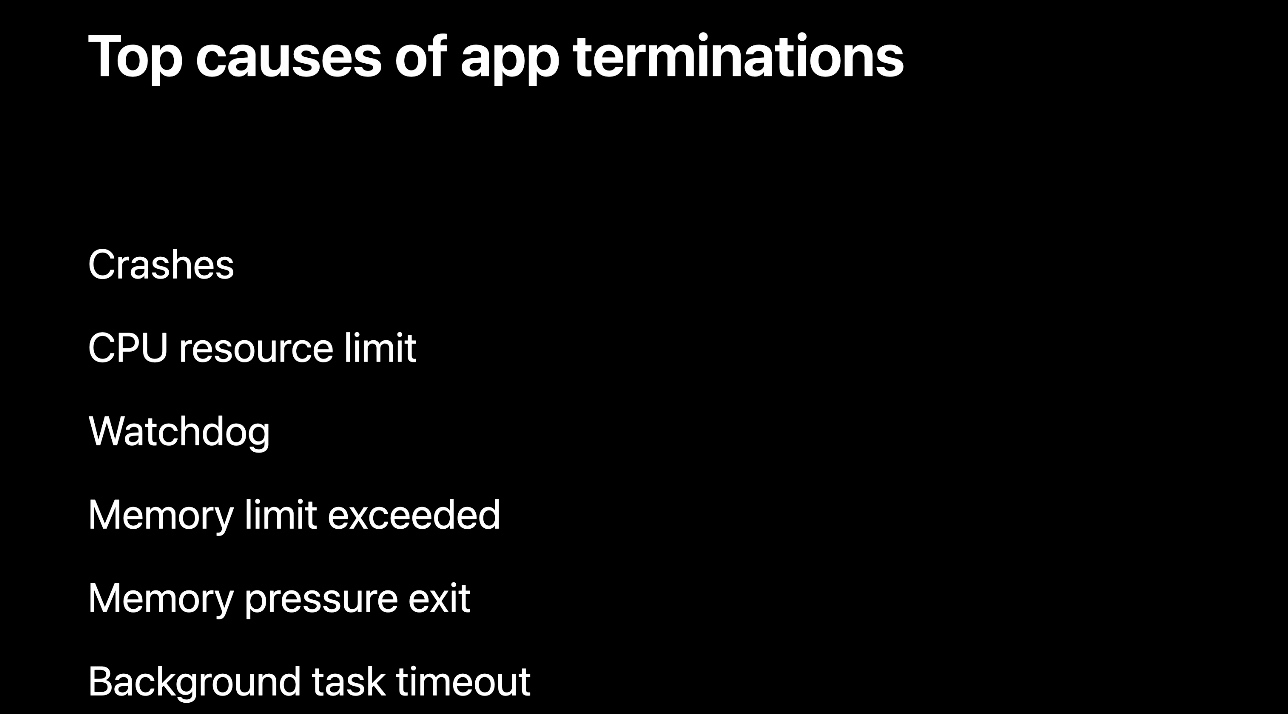 Top causes of app terminations
Crashes
CPU resource limit
Watchdog
Memory limit exceeded
Memory pressure exit
Background task timeout